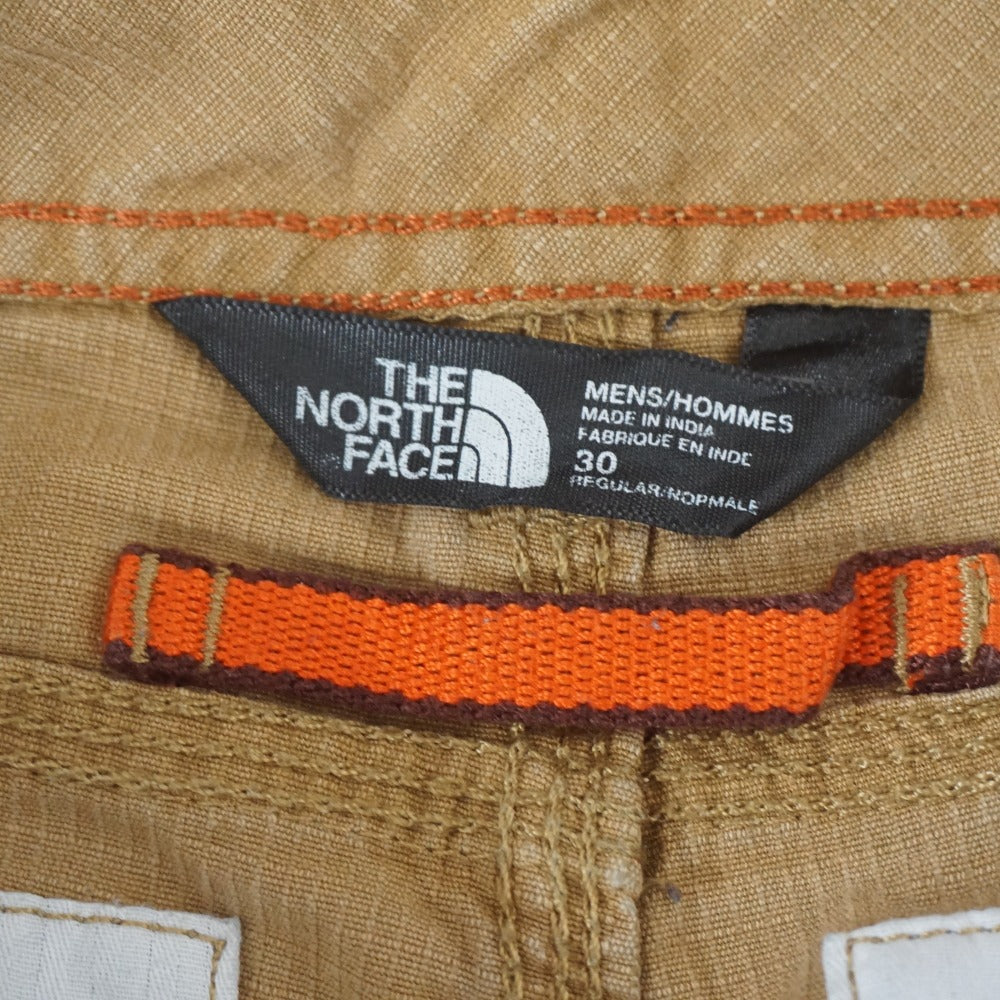 THE
NORTH
FACE
MENS/HOMMES
MADE IN INDIA
FABRIQUE EN INDE
30
REGULAR/NORMALE